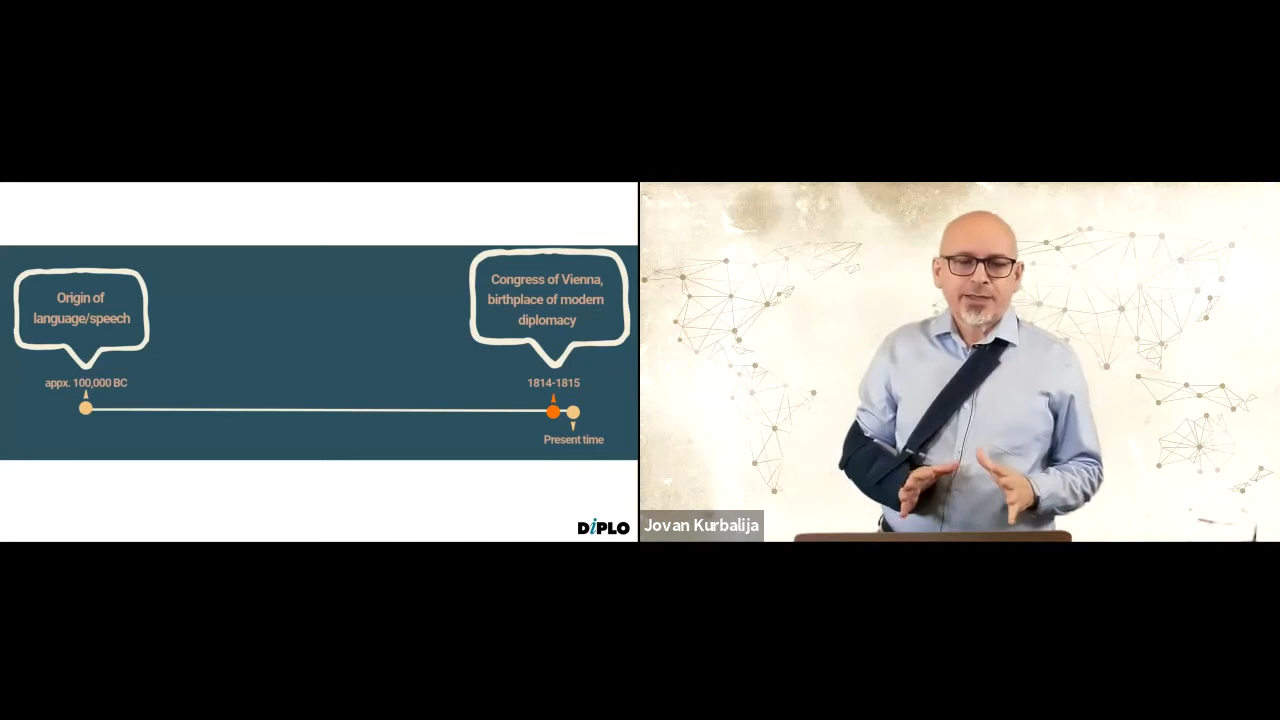 Origin of
language/speech
appx. 100,000 BC
Congress of Vienna,
birthplace of modern
diplomacy
1814-1815
Present time
DiPLO
Jovan Kurbalija